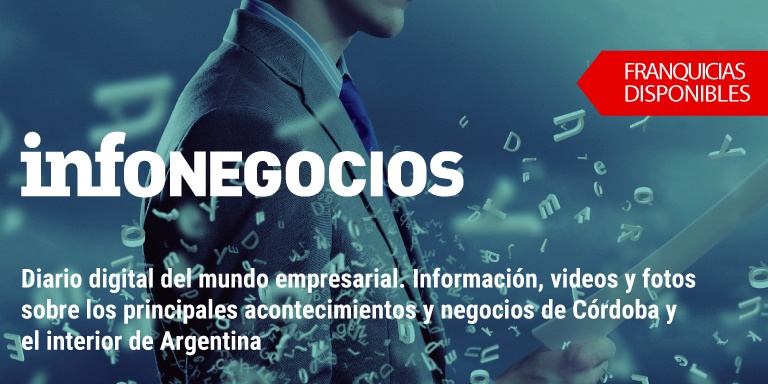 FRANQUICIAS
DISPONIBLES
infoNEGOCIOS
Diario digital del mundo empresarial. Información, videos y fotos
sobre los principales acontecimientos y negocios de Córdoba y
el interior de Argentina